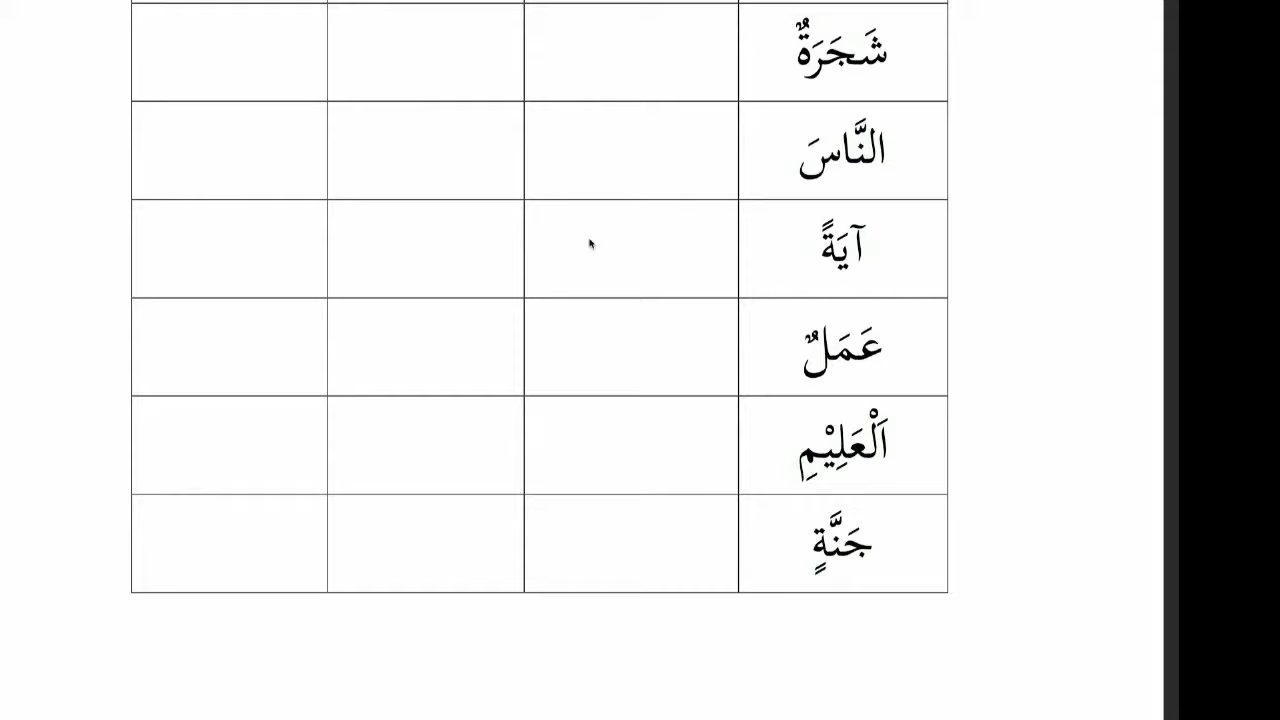 شَجَرَةٌ
النَّاسَ
آيَةً
عَمَلٌ
اَلْعَلِيْمِ
جَنَّةٍ